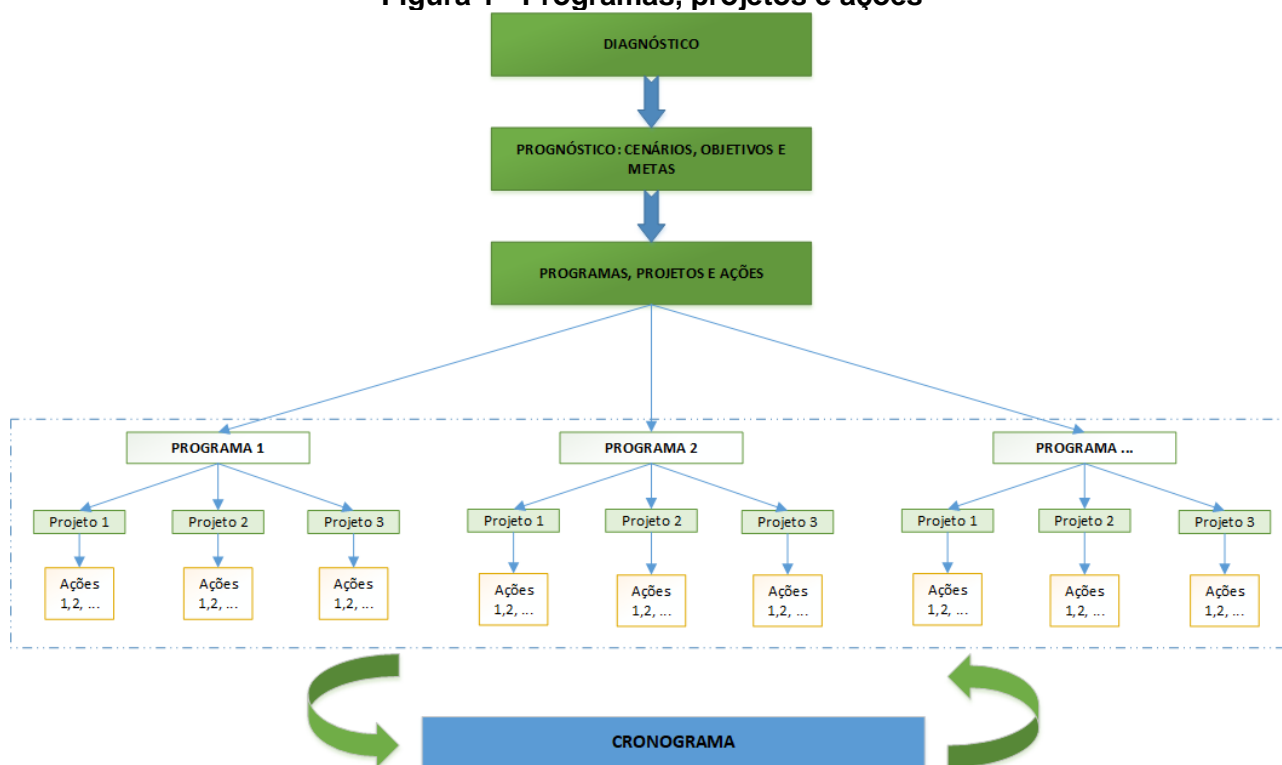 Figura 1 - Programas, projetos e ações
DIAGNÓSTICO
PROGNÓSTICO: CENÁRIOS, OBJETIVOS E
METAS
PROGRAMAS, PROJETOS E AÇÕES
PROGRAMA 1
PROGRAMA 2
PROGRAMA ...
Projeto 1
Projeto 2
Projeto 3
Projeto 1
Projeto 2
Projeto 3
Projeto 1
Projeto 2
Projeto 3
Ações
1,2, ...
Ações
1,2, ...
Ações
1,2, ...
Ações
1,2, ...
Ações
1,2, ...
Ações
1,2, ...
Ações
1,2, ...
Ações
1,2, ...
Ações
1,2, ...
CRONOGRAMA